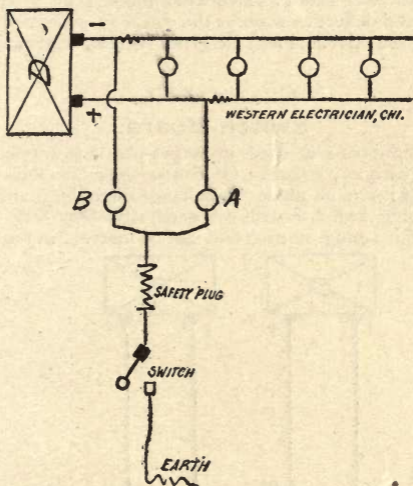 −
D
+
WESTERN ELECTRICIAN, CHI.
B
A
SAFETY PLUG
SWITCH
EARTH